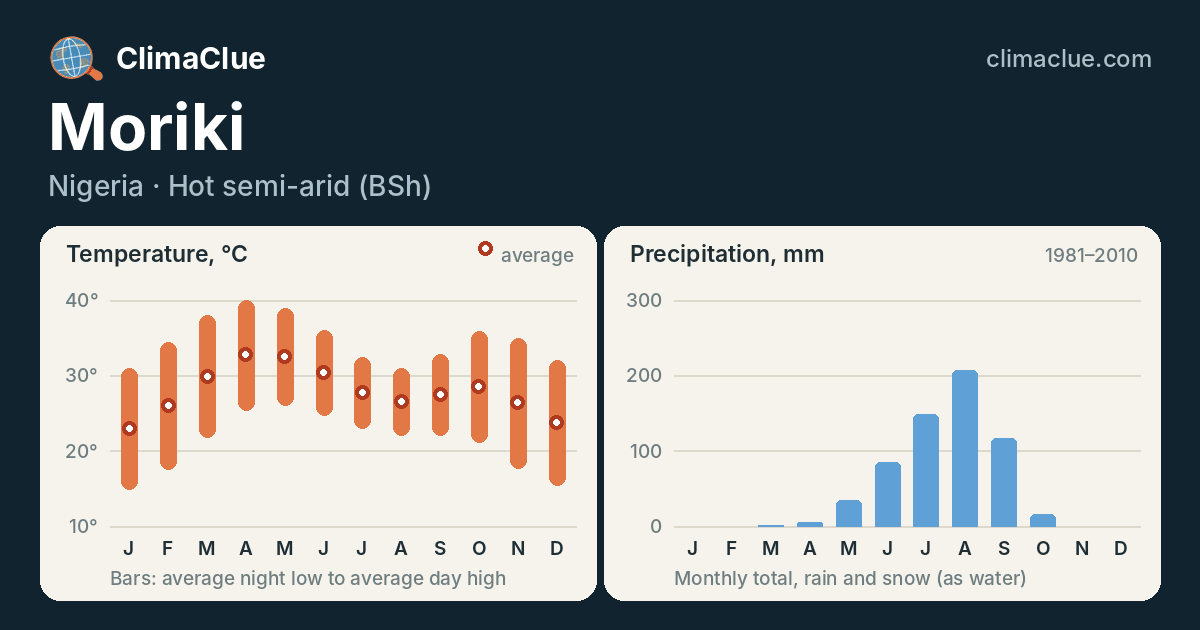 ClimaClue
climaclue.com
Moriki
Nigeria · Hot semi-arid (BSh)
Temperature, °C
average
40°
30°
20°
10°
J F M A M J J A S O N D
Bars: average night low to average day high
Precipitation, mm
1981–2010
300
200
100
0
J F M A M J J A S O N D
Monthly total, rain and snow (as water)